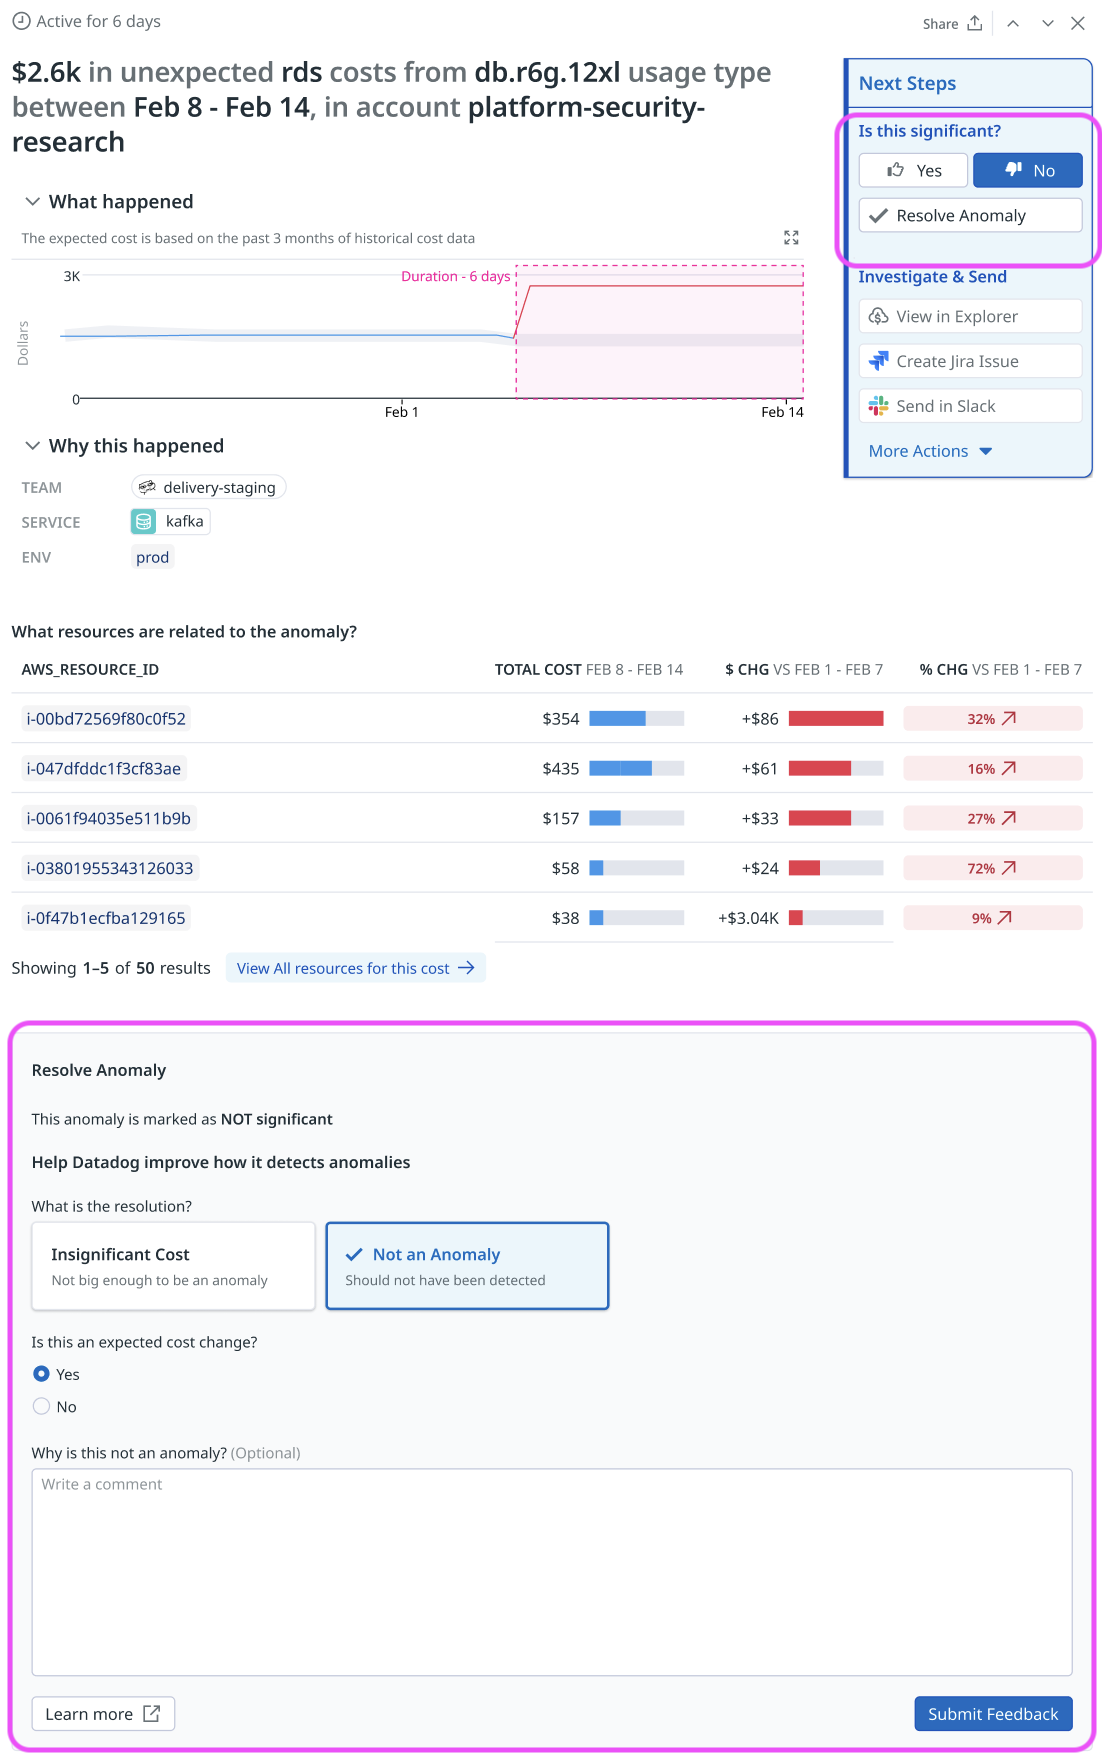 Active for 6 days
Share
$2.6k in unexpected rds costs from db.r6g.12xl usage type
between Feb 8 - Feb 14, in account platform-security-
research
Next Steps
Is this significant?
Yes
No
Resolve Anomaly
Investigate & Send
View in Explorer
Create Jira Issue
Send in Slack
More Actions
What happened
The expected cost is based on the past 3 months of historical cost data
3K
Duration - 6 days
Dollars
0
Feb 1
Feb 14
Why this happened
TEAM delivery-staging
SERVICE kafka
ENV prod
What resources are related to the anomaly?
AWS_RESOURCE_ID TOTAL COST FEB 8 - FEB 14 $ CHG VS FEB 1 - FEB 7 % CHG VS FEB 1 - FEB 7
i-00bd72569f80c0f52 $354 +$86 32%
i-047dfddc1f3cf83ae $435 +$61 16%
i-0061f94035e511b9b $157 +$33 27%
i-03801955343126033 $58 +$24 72%
i-0f47b1ecfba129165 $38 +$3.04K 9%
Showing 1–5 of 50 results View All resources for this cost
Resolve Anomaly
This anomaly is marked as NOT significant
Help Datadog improve how it detects anomalies
What is the resolution?
Insignificant Cost
Not big enough to be an anomaly
Not an Anomaly
Should not have been detected
Is this an expected cost change?
Yes
No
Why is this not an anomaly? (Optional)
Write a comment
Learn more
Submit Feedback